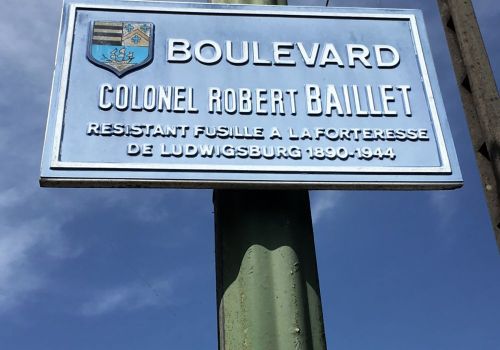 BOULEVARD
COLONEL ROBERT BAILLET
RESISTANT FUSILLE A LA FORTERESSE
DE LUDWIGSBURG 1890-1944